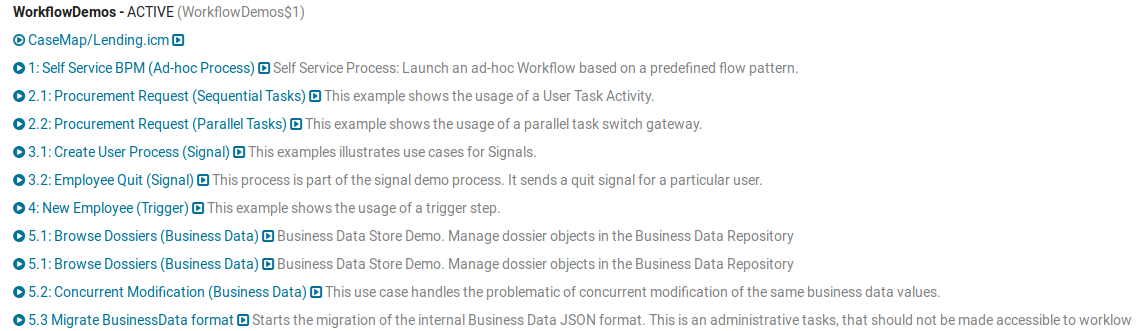 WorkflowDemos - ACTIVE (WorkflowDemos$1)
CaseMap/Lending.icm
1: Self Service BPM (Ad-hoc Process) Self Service Process: Launch an ad-hoc Workflow based on a predefined flow pattern.
2.1: Procurement Request (Sequential Tasks) This example shows the usage of a User Task Activity.
2.2: Procurement Request (Parallel Tasks) This example shows the usage of a parallel task switch gateway.
3.1: Create User Process (Signal) This examples illustrates use cases for Signals.
3.2: Employee Quit (Signal) This process is part of the signal demo process. It sends a quit signal for a particular user.
4: New Employee (Trigger) This example shows the usage of a trigger step.
5.1: Browse Dossiers (Business Data) Business Data Store Demo. Manage dossier objects in the Business Data Repository
5.1: Browse Dossiers (Business Data) Business Data Store Demo. Manage dossier objects in the Business Data Repository
5.2: Concurrent Modification (Business Data) This use case handles the problematic of concurrent modification of the same business data values.
5.3 Migrate BusinessData format Starts the migration of the internal Business Data JSON format. This is an administrative tasks, that should not be made accessible to worklow